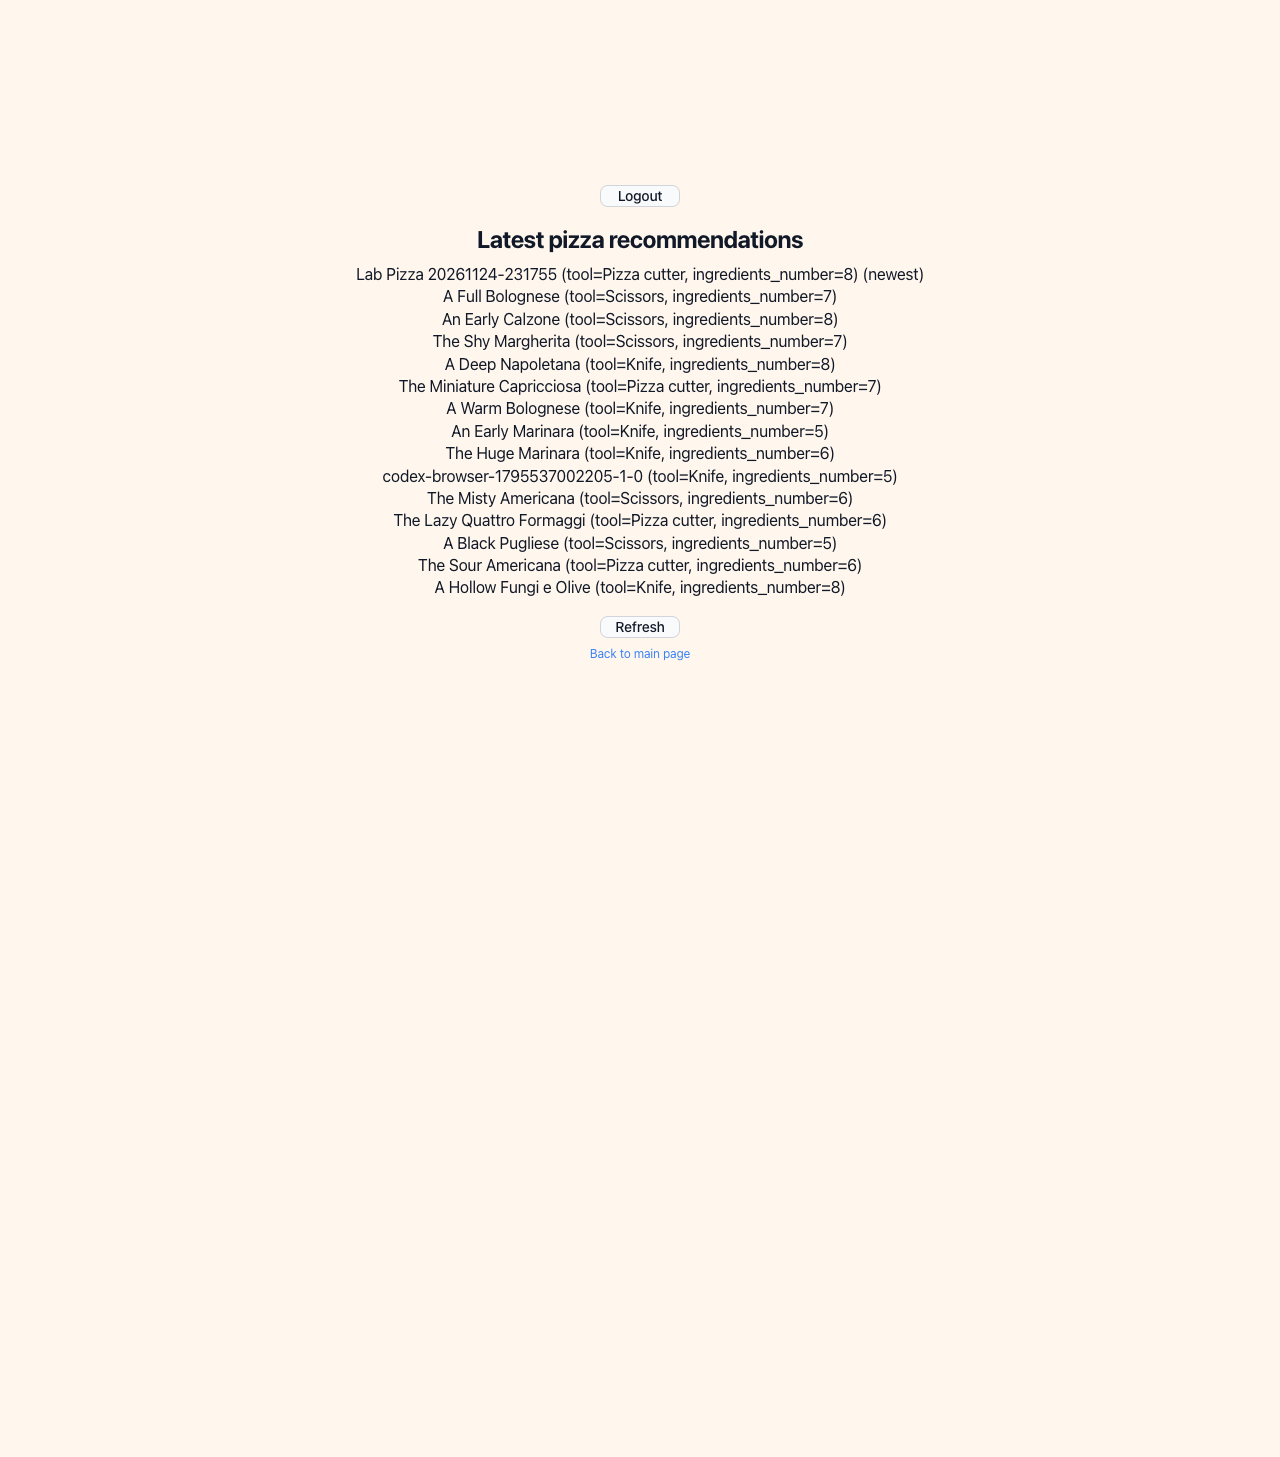 Logout
Latest pizza recommendations
Lab Pizza 20261124-231755 (tool=Pizza cutter, ingredients_number=8) (newest)
A Full Bolognese (tool=Scissors, ingredients_number=7)
An Early Calzone (tool=Scissors, ingredients_number=8)
The Shy Margherita (tool=Scissors, ingredients_number=7)
A Deep Napoletana (tool=Knife, ingredients_number=8)
The Miniature Capricciosa (tool=Pizza cutter, ingredients_number=7)
A Warm Bolognese (tool=Knife, ingredients_number=7)
An Early Marinara (tool=Knife, ingredients_number=5)
The Huge Marinara (tool=Knife, ingredients_number=6)
codex-browser-1795537002205-1-0 (tool=Knife, ingredients_number=5)
The Misty Americana (tool=Scissors, ingredients_number=6)
The Lazy Quattro Formaggi (tool=Pizza cutter, ingredients_number=6)
A Black Pugliese (tool=Scissors, ingredients_number=5)
The Sour Americana (tool=Pizza cutter, ingredients_number=6)
A Hollow Fungi e Olive (tool=Knife, ingredients_number=8)
Refresh
Back to main page